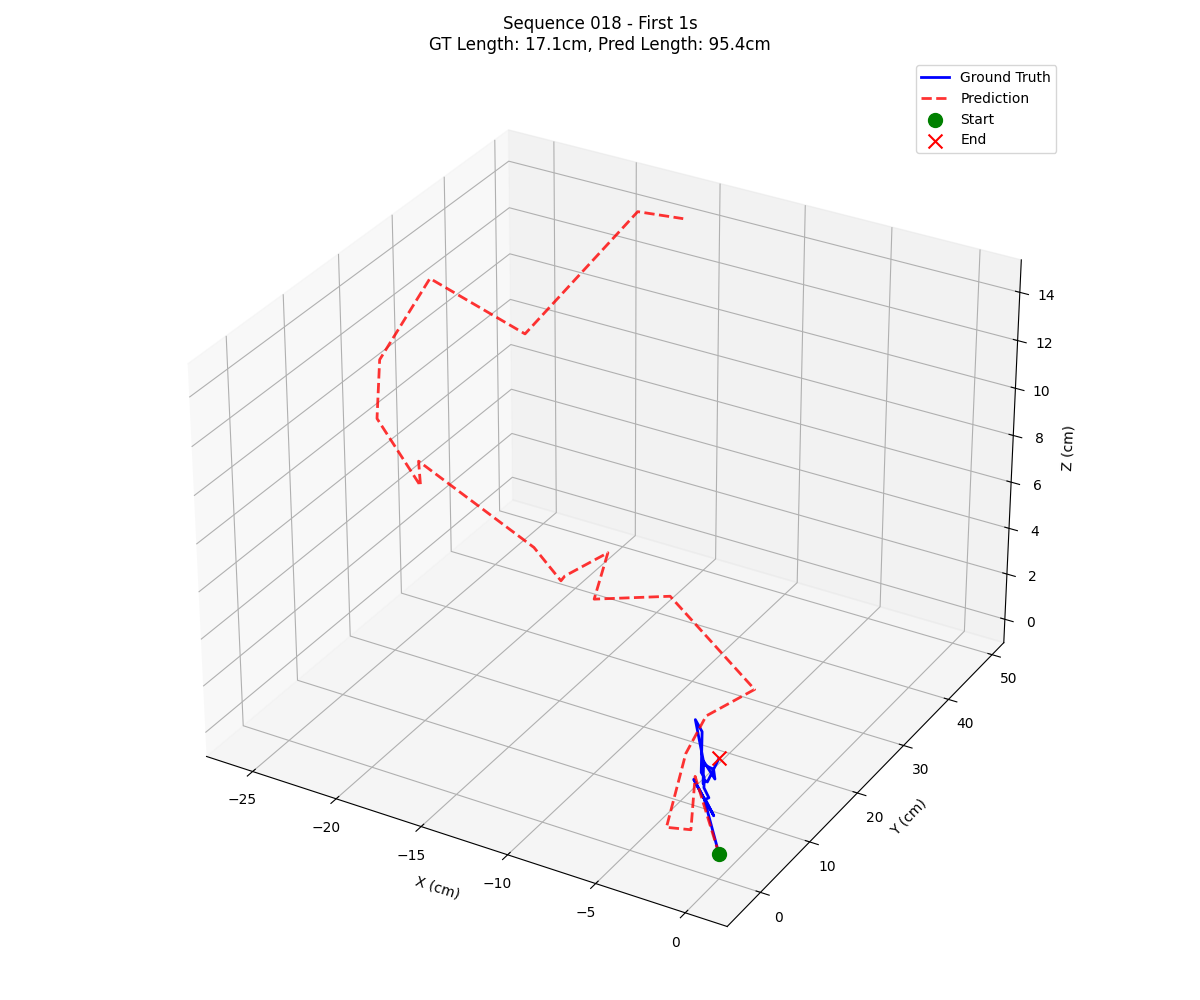 Sequence 018 - First 1s
GT Length: 17.1cm, Pred Length: 95.4cm
Ground Truth
Prediction
Start
End
14
12
10
8
6
4
2
0
Z (cm)
50
40
30
20
10
0
Y (cm)
−25
−20
−15
−10
−5
0
X (cm)